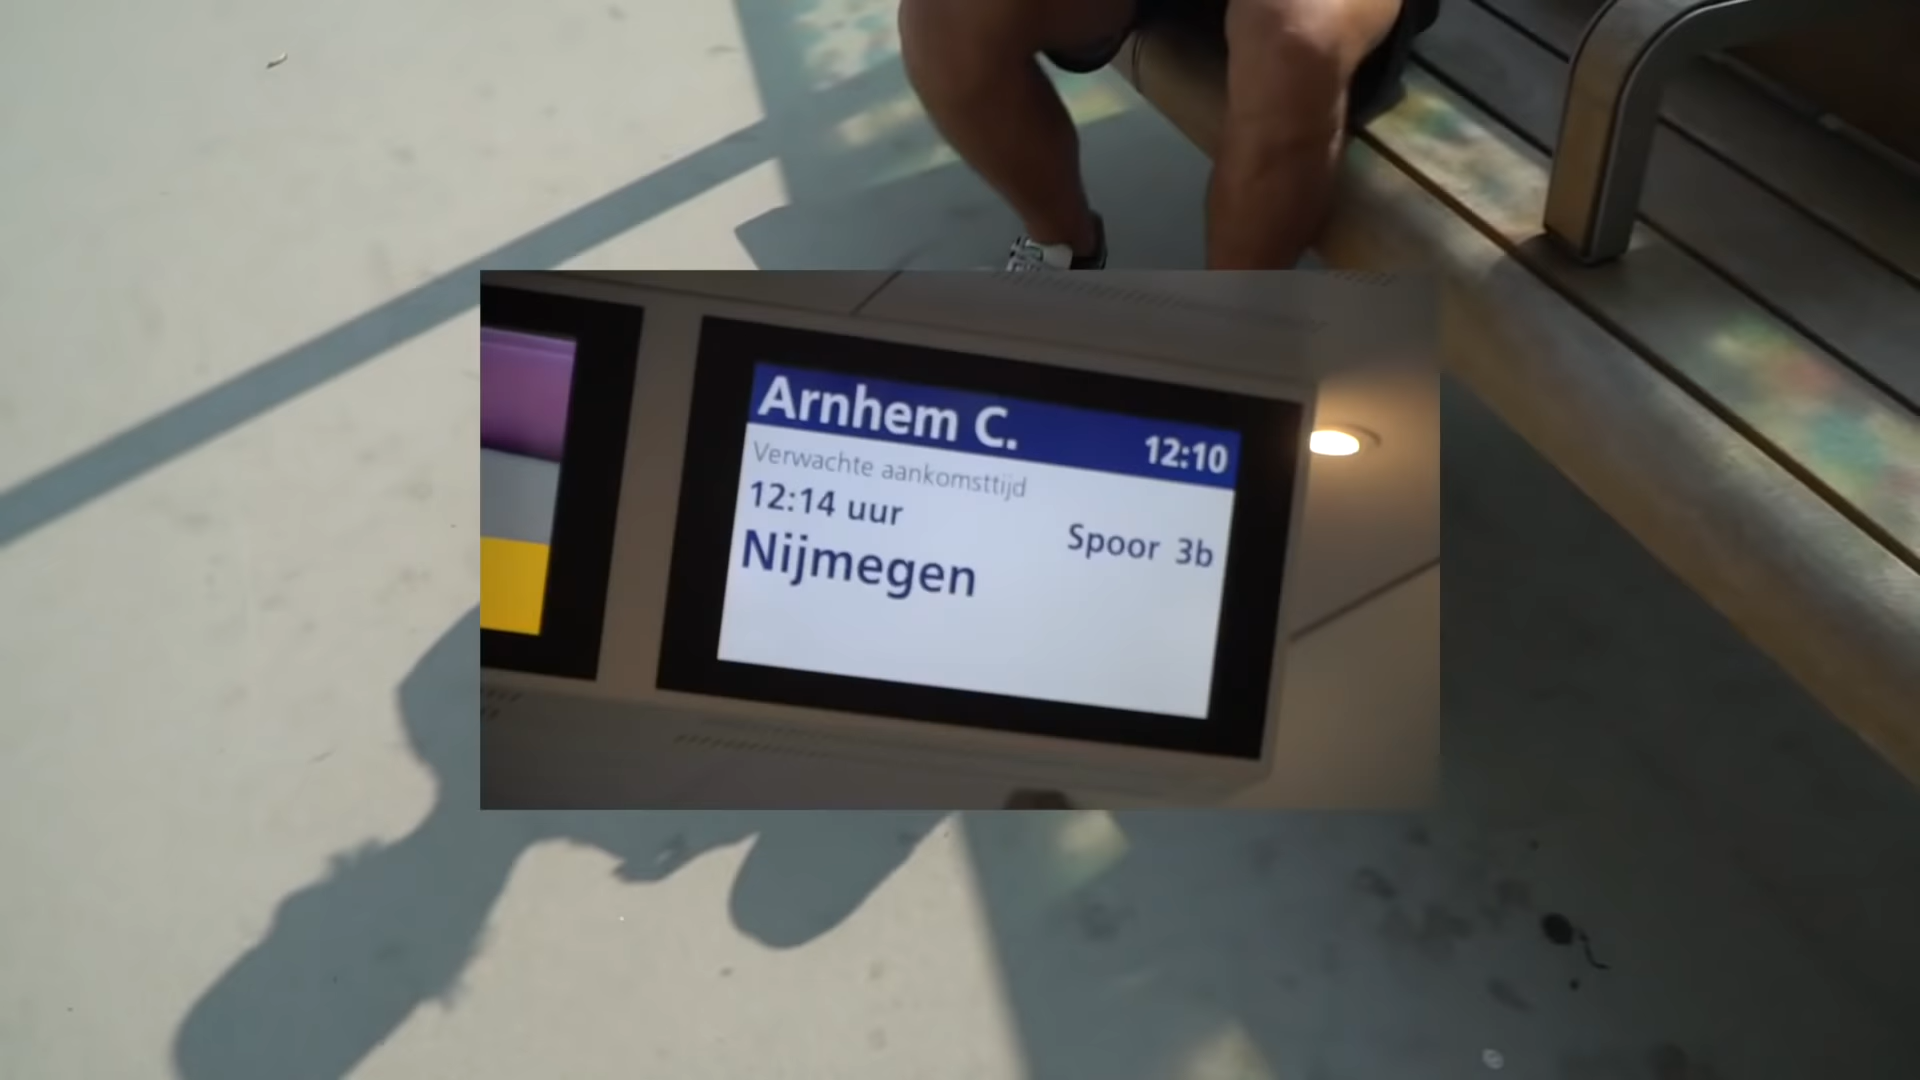 Arnhem C. 12:10
Verwachte aankomsttijd
12:14 uur
Spoor 3b
Nijmegen